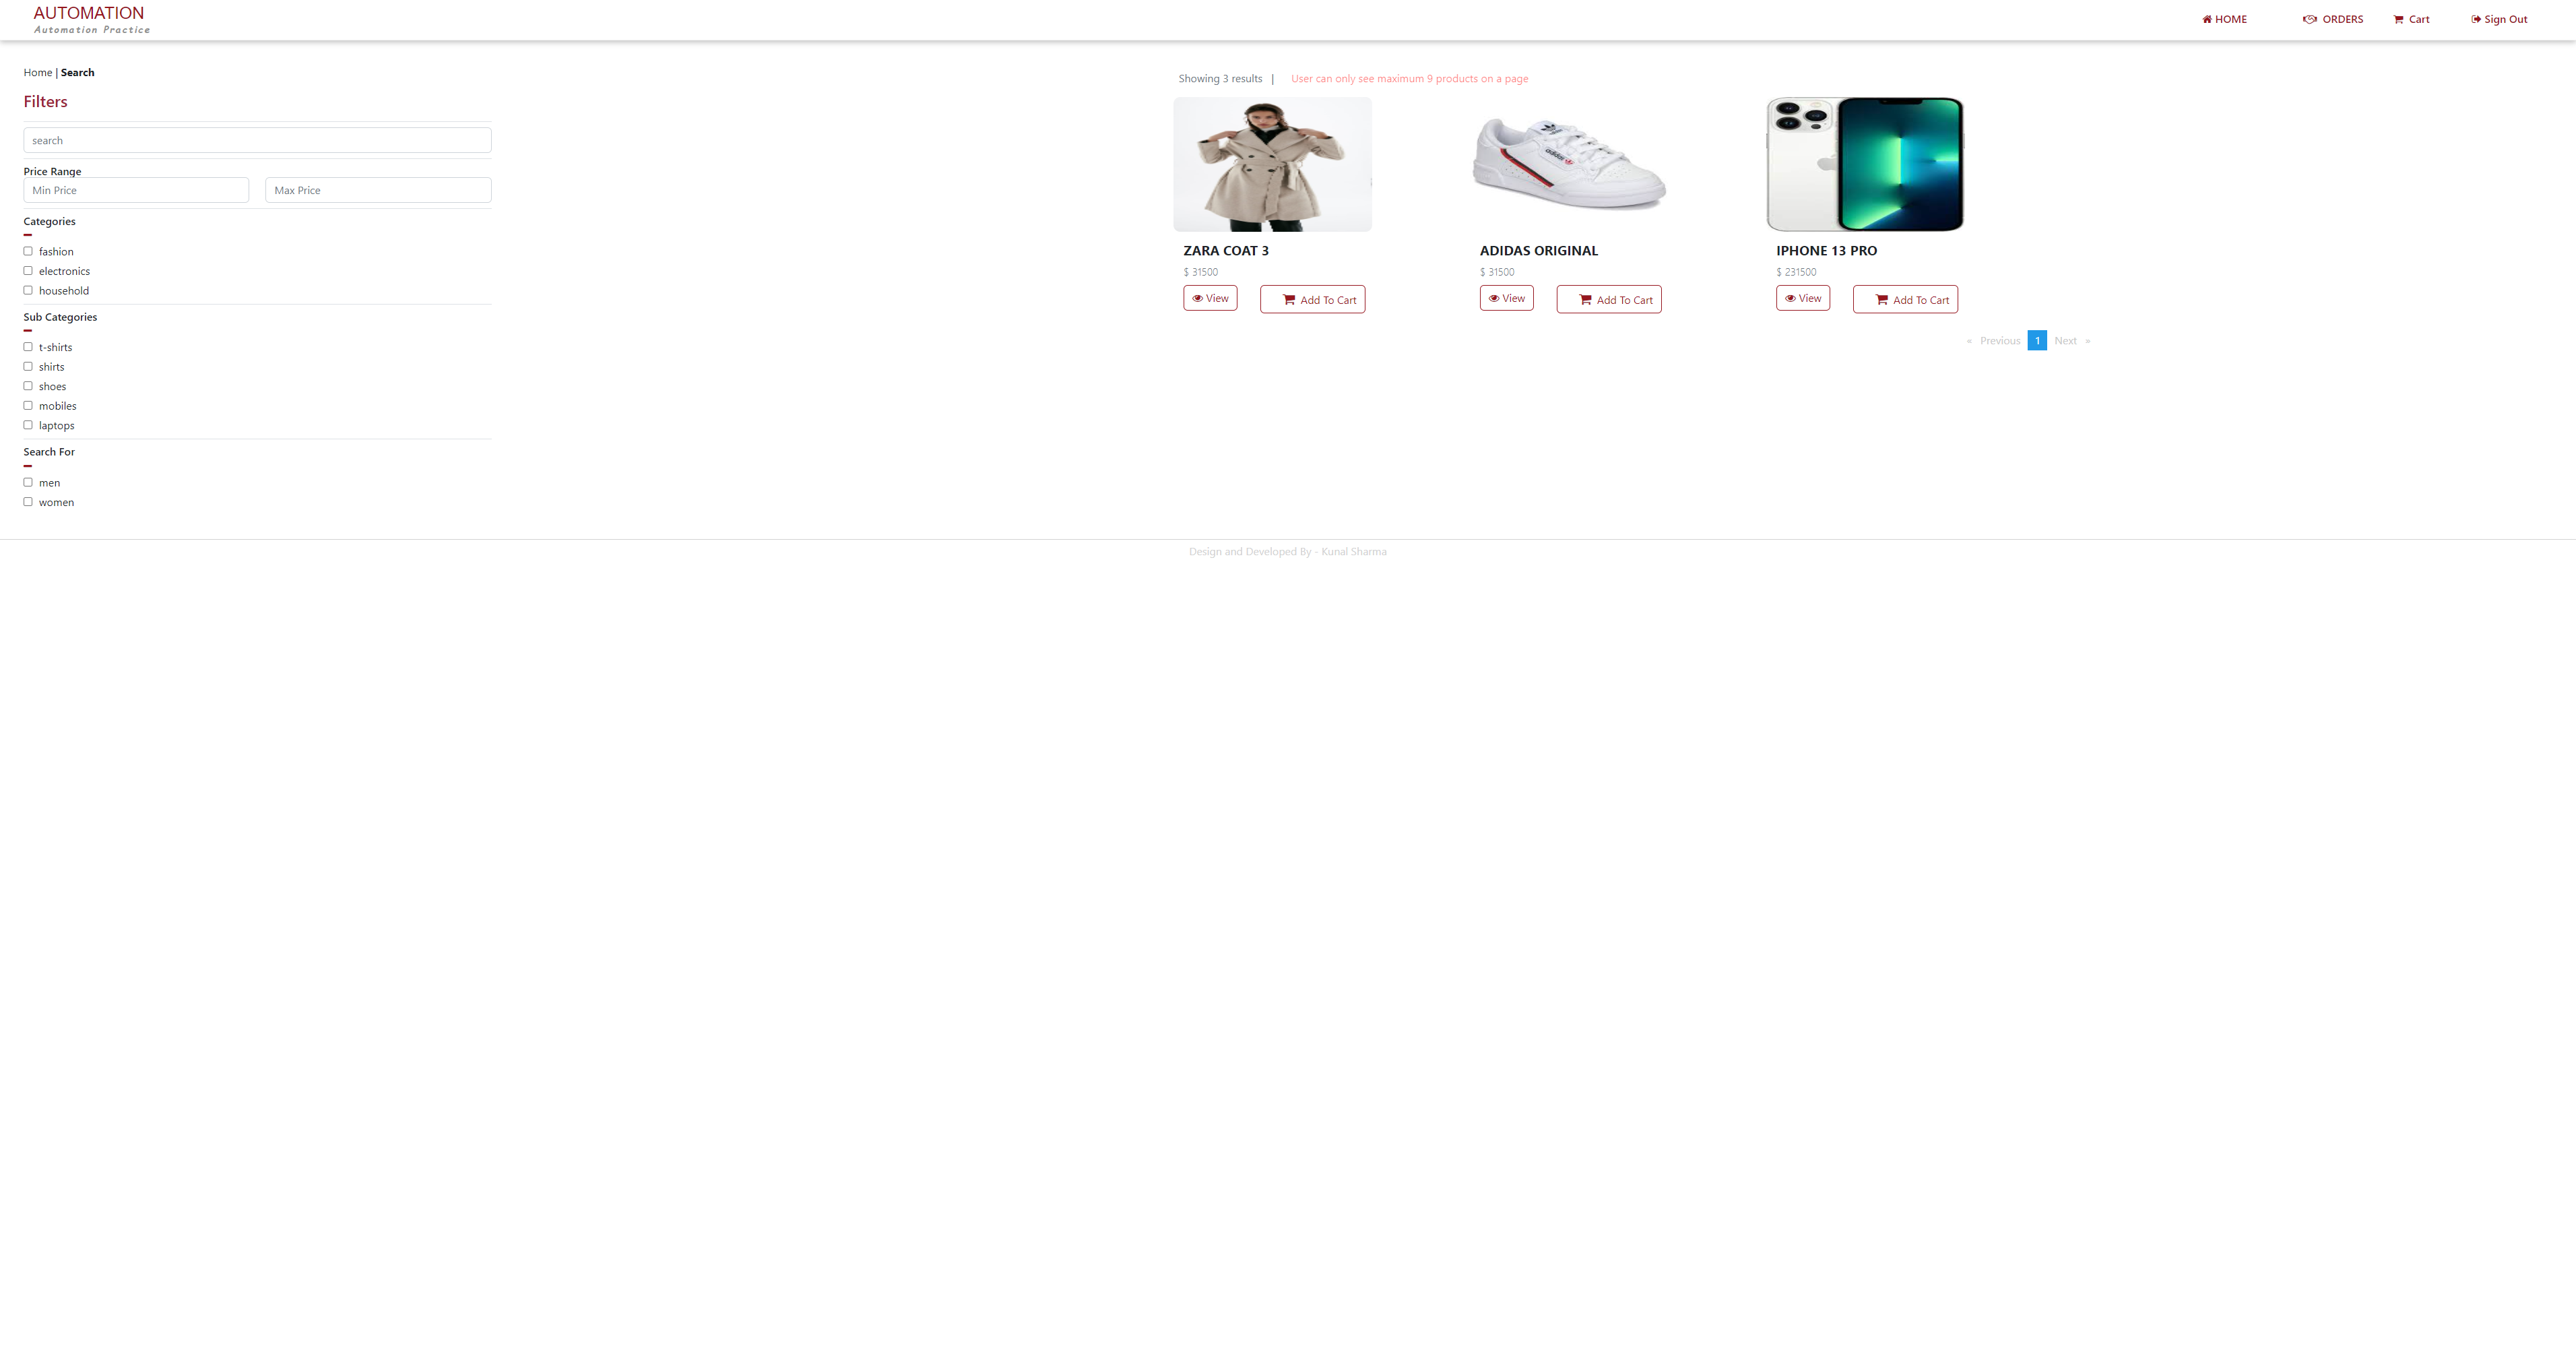 AUTOMATION
Automation Practice
HOME
ORDERS
Cart
Sign Out
Home | Search
Filters
search
Price Range
Min Price
Max Price
Categories
fashion
electronics
household
Sub Categories
t-shirts
shirts
shoes
mobiles
laptops
Search For
men
women
Showing 3 results |
User can only see maximum 9 products on a page
ZARA COAT 3
$ 31500
View
Add To Cart
adidas
ADIDAS ORIGINAL
$ 31500
View
Add To Cart
IPHONE 13 PRO
$ 231500
View
Add To Cart
« Previous 1 Next »
Design and Developed By - Kunal Sharma